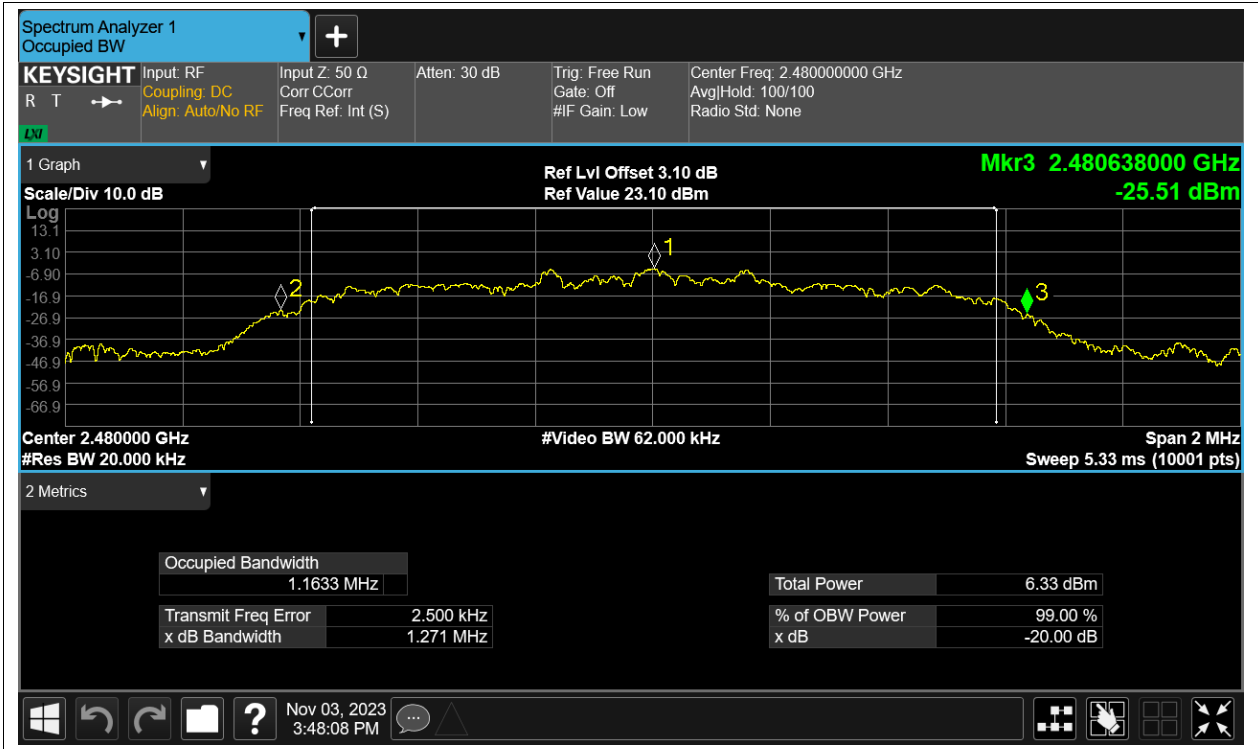 Spectrum Analyzer 1
Occupied BW
KEYSIGHT
R T
LXI
Input: RF
Coupling: DC
Align: Auto/No RF
Input Z: 50 Ω
Corr CCorr
Freq Ref: Int (S)
Atten: 30 dB
Trig: Free Run
Gate: Off
#IF Gain: Low
Center Freq: 2.480000000 GHz
Avg|Hold: 100/100
Radio Std: None
1 Graph
Scale/Div 10.0 dB
Ref Lvl Offset 3.10 dB
Ref Value 23.10 dBm
Mkr3 2.480638000 GHz
-25.51 dBm
Log
13.1
3.10
-6.90
-16.9
-26.9
-36.9
-46.9
-56.9
-66.9
1
2
3
Center 2.480000 GHz
#Video BW 62.000 kHz
Span 2 MHz
#Res BW 20.000 kHz
Sweep 5.33 ms (10001 pts)
2 Metrics
Occupied Bandwidth
1.1633 MHz
Transmit Freq Error 2.500 kHz
x dB Bandwidth 1.271 MHz
Total Power 6.33 dBm
% of OBW Power 99.00 %
x dB -20.00 dB
?
Nov 03, 2023
3:48:08 PM